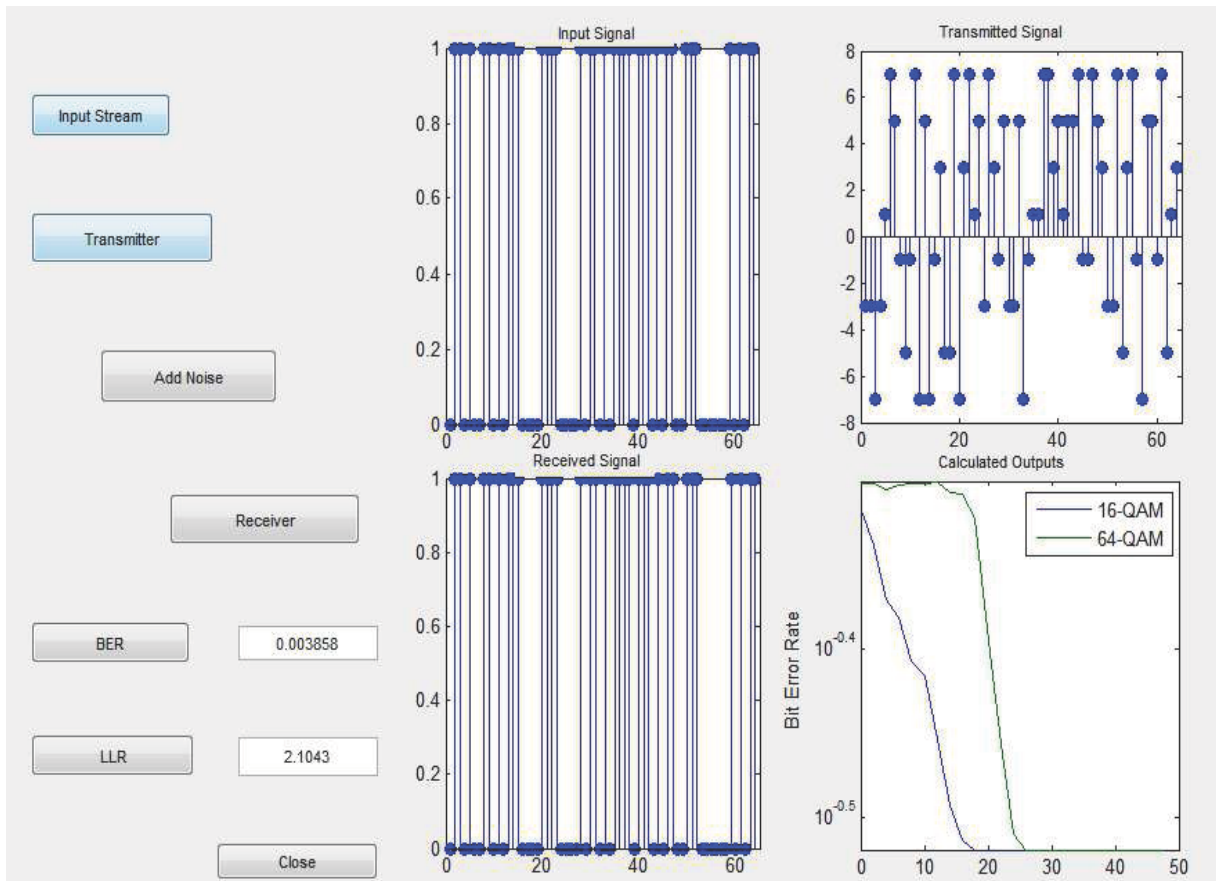 Input Stream
Transmitter
Add Noise
Receiver
BER
0.003858
LLR
2.1043
Close
Input Signal
1
0.8
0.6
0.4
0.2
0
0 20 40 60
Transmitted Signal
8
6
4
2
0
-2
-4
-6
-8
0 20 40 60
Received Signal
1
0.8
0.6
0.4
0.2
0
0 20 40 60
Calculated Outputs
16-QAM
64-QAM
Bit Error Rate
10^-0.4
10^-0.5
0 10 20 30 40 50